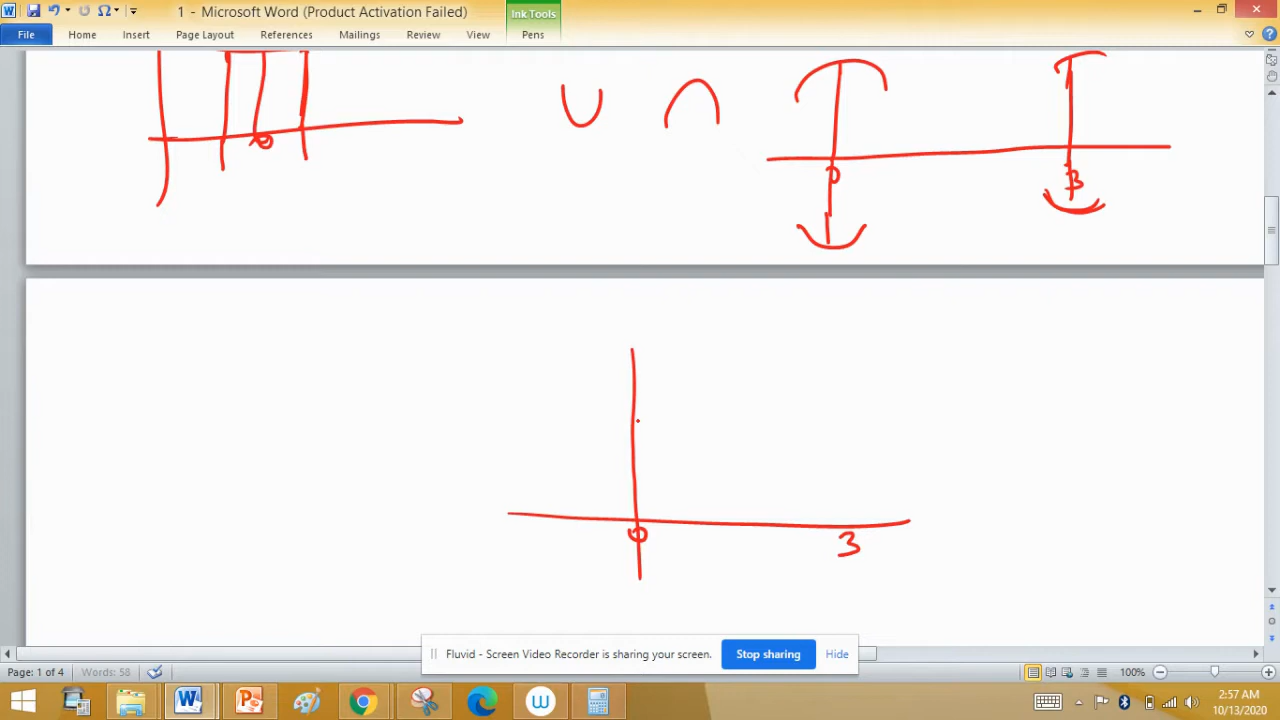 1 - Microsoft Word (Product Activation Failed)
Ink Tools
File Home Insert Page Layout References Mailings Review View Pens
U ∩
0 3
0 3
Fluvid - Screen Video Recorder is sharing your screen. Stop sharing Hide
Page: 1 of 4 Words: 58 100%
2:57 AM
10/13/2020